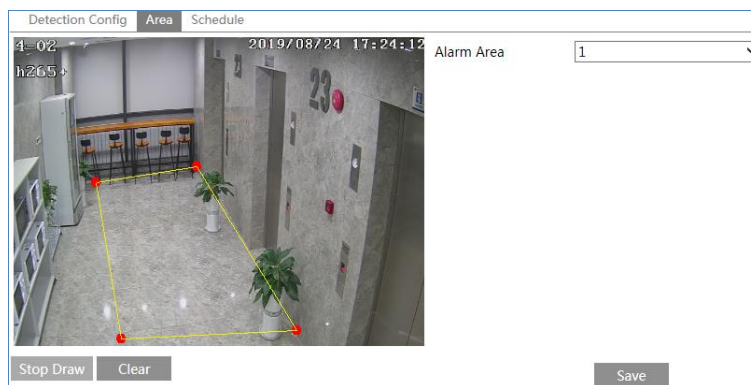 Detection Config Area Schedule
4-02 2019/08/24 17:24:12
h265+
Alarm Area 1
23
23
Stop Draw Clear
Save